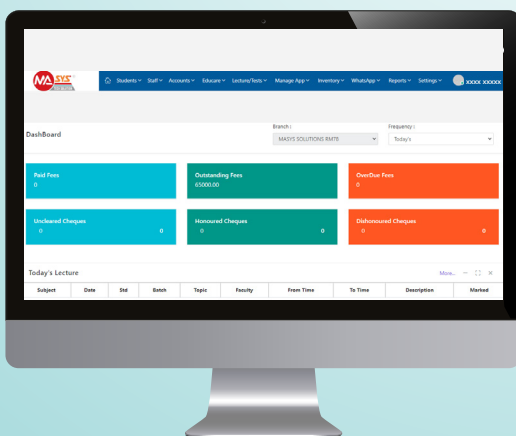 MA SYS
Students Staff Accounts Educare Lecture/Tests Manage App Inventory WhatsApp Reports Settings xxxx xxxxx
DashBoard
Branch : Frequency :
MASYS SOLUTIONS RMTB Today's
Paid Fees Outstanding Fees OverDue Fees
0 65000.00 0
Uncleared Cheques Honoured Cheques Dishonoured Cheques
0 0 0 0 0 0
Today's Lecture More...
Subject Date Std Batch Topic Faculty From Time To Time Description Marked